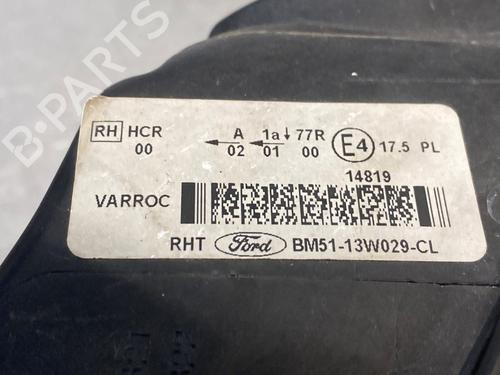 RH HCR A 1a 77R E4 17.5 PL
00 02 01 00
14819
VARROC
RHT Ford BM51-13W029-CL
B-PARTS